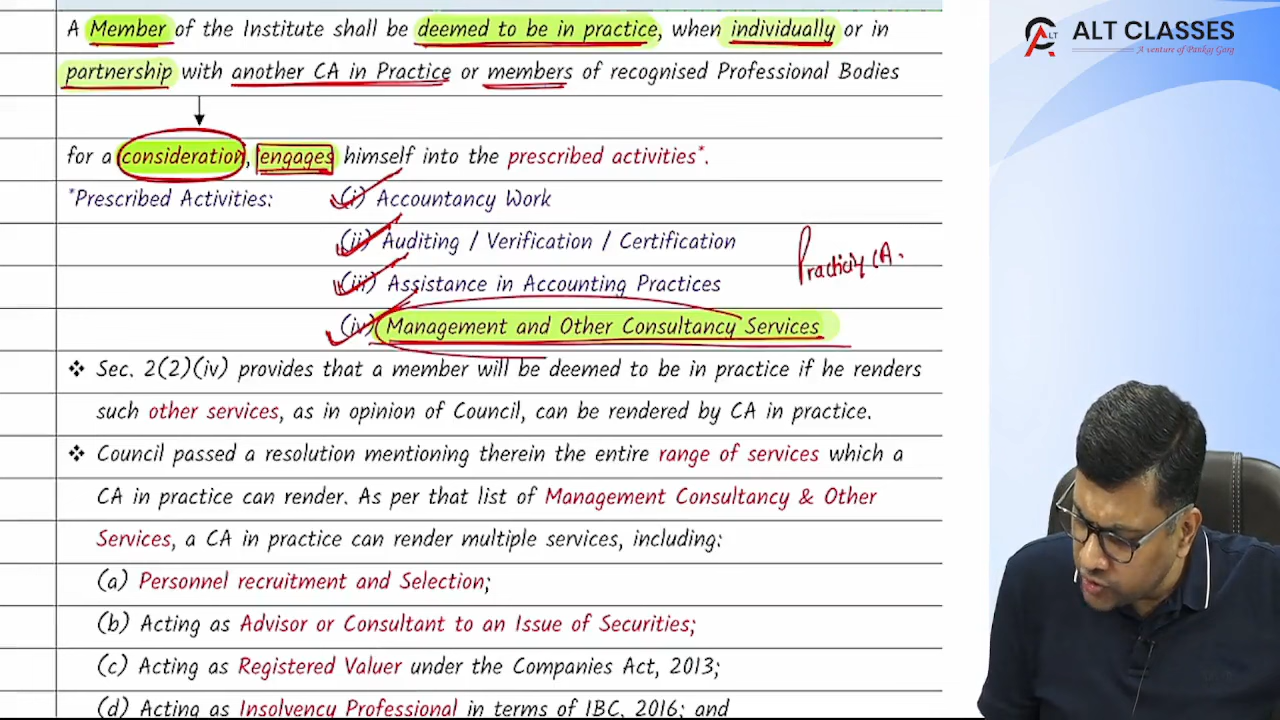 A Member of the Institute shall be deemed to be in practice, when individually or in
partnership with another CA in Practice or members of recognised Professional Bodies
for a consideration, engages himself into the prescribed activities*.
*Prescribed Activities: (i) Accountancy Work
(ii) Auditing / Verification / Certification
(iii) Assistance in Accounting Practices
(iv) Management and Other Consultancy Services
Practicing CA.
❖ Sec. 2(2)(iv) provides that a member will be deemed to be in practice if he renders
such other services, as in opinion of Council, can be rendered by CA in practice.
❖ Council passed a resolution mentioning therein the entire range of services which a
CA in practice can render. As per that list of Management Consultancy & Other
Services, a CA in practice can render multiple services, including:
(a) Personnel recruitment and Selection;
(b) Acting as Advisor or Consultant to an Issue of Securities;
(c) Acting as Registered Valuer under the Companies Act, 2013;
(d) Acting as Insolvency Professional in terms of IBC, 2016; and
ALT
ALT CLASSES
A venture of Pankaj Garg